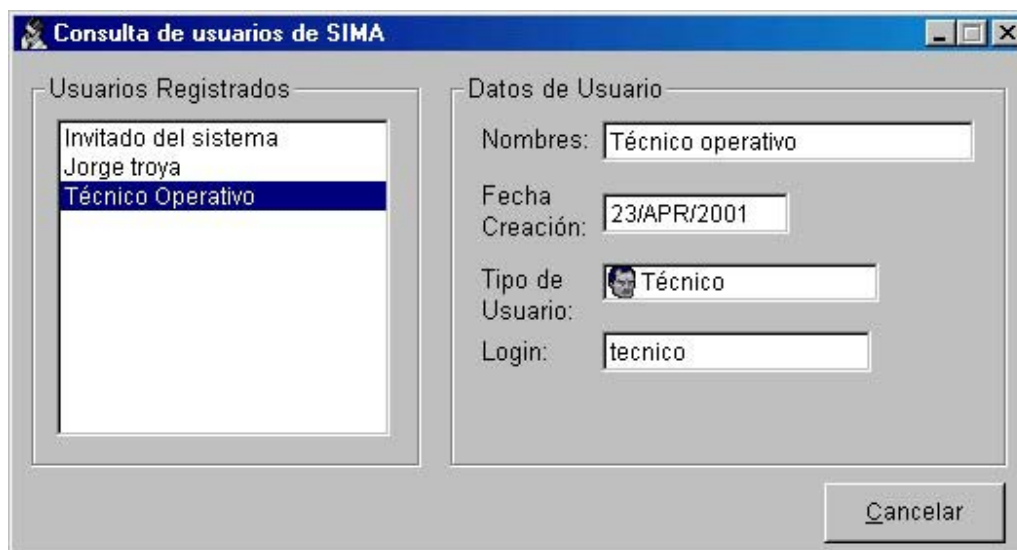 Consulta de usuarios de SIMA
Usuarios Registrados
Invitado del sistema
Jorge troya
Técnico Operativo
Datos de Usuario
Nombres: Técnico operativo
Fecha
Creación: 23/APR/2001
Tipo de
Usuario: Técnico
Login: tecnico
Cancelar